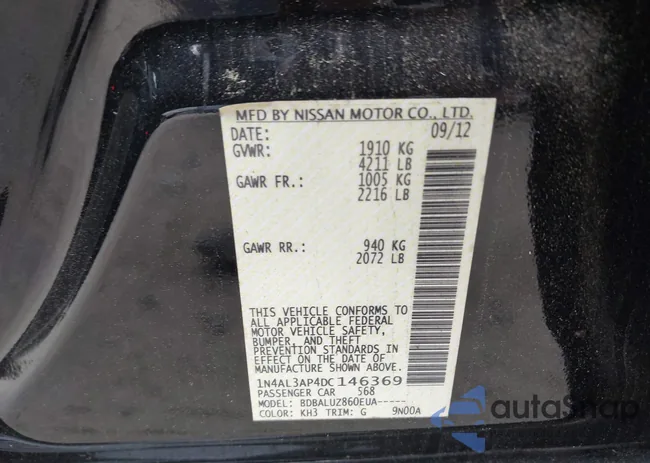 MFD BY NISSAN MOTOR CO., LTD.
DATE: 09/12
GVWR: 1910 KG
4211 LB
GAWR FR.: 1005 KG
2216 LB
GAWR RR.: 940 KG
2072 LB
THIS VEHICLE CONFORMS TO
ALL APPLICABLE FEDERAL
MOTOR VEHICLE SAFETY,
BUMPER, AND THEFT
PREVENTION STANDARDS IN
EFFECT ON THE DATE OF
MANUFACTURE SHOWN ABOVE.
1N4AL3AP4DC146369
PASSENGER CAR 568
MODEL: BDBALUZ860EUA-----
COLOR: KH3 TRIM: G 9N00A
autosnap